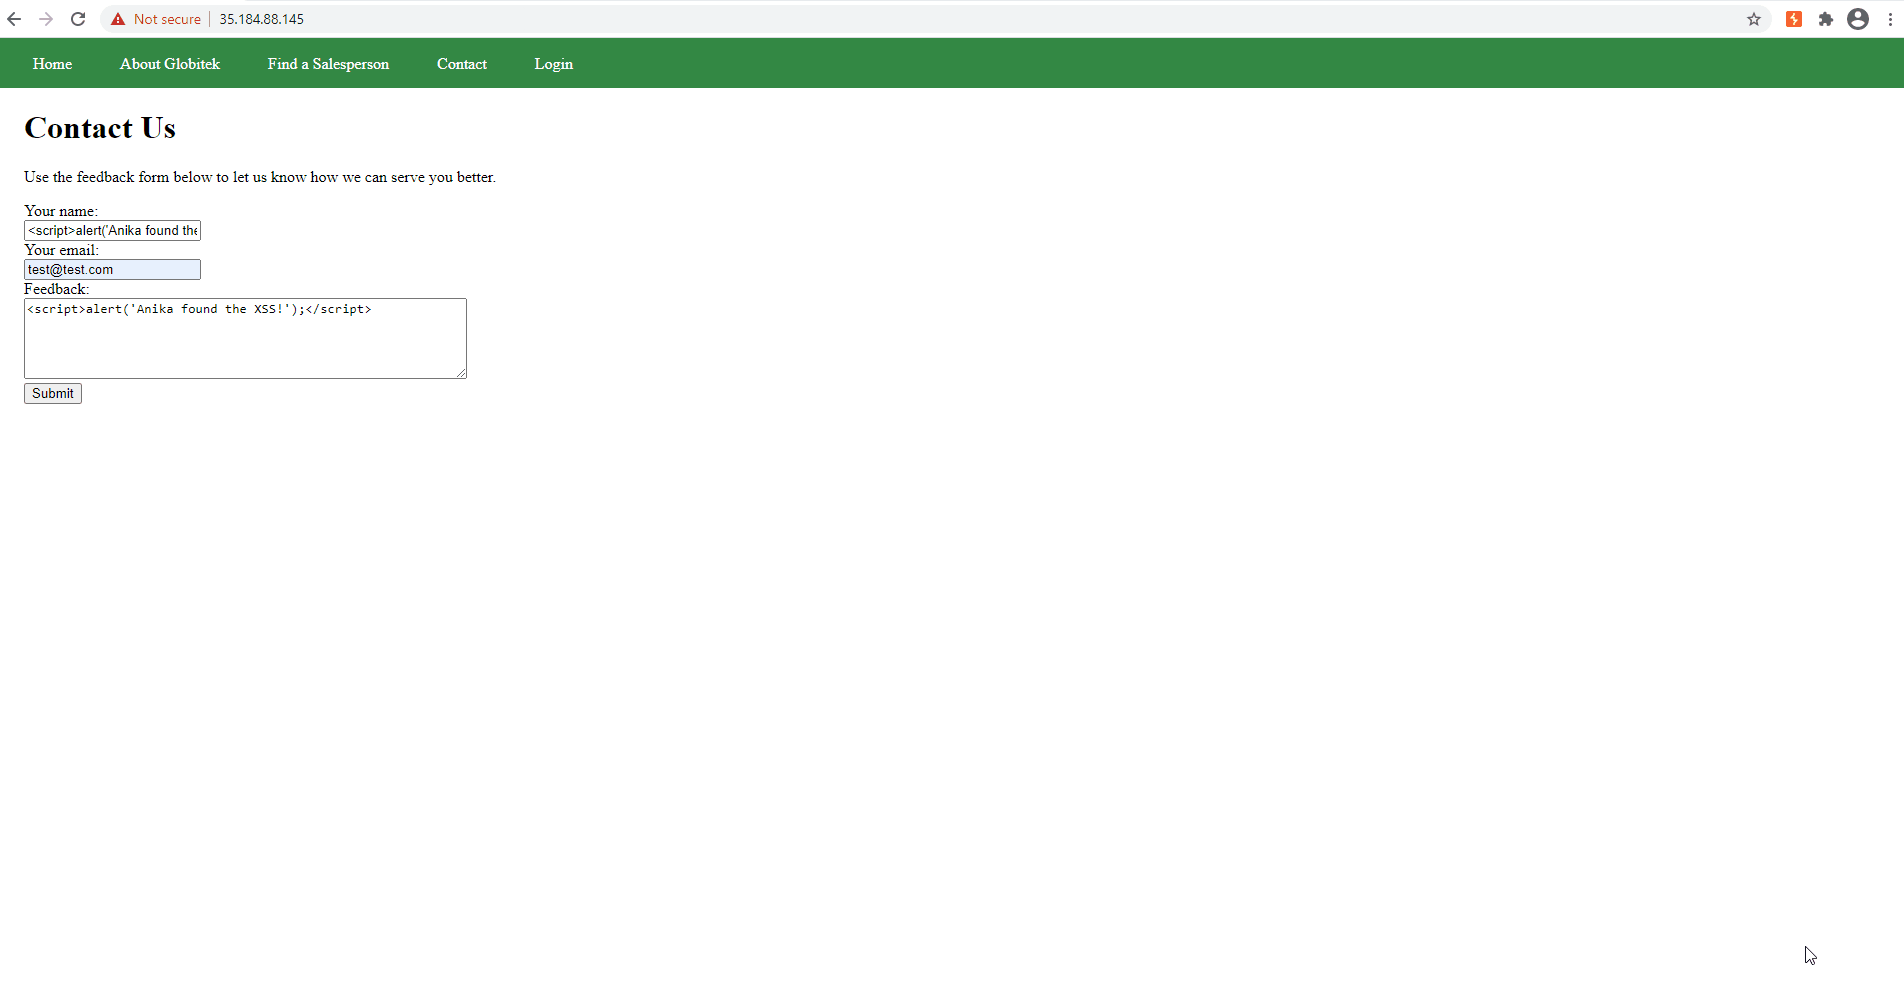 Not secure 35.184.88.145
Home About Globitek Find a Salesperson Contact Login
Contact Us
Use the feedback form below to let us know how we can serve you better.
Your name:
<script>alert('Anika found the
Your email:
test@test.com
Feedback:
<script>alert('Anika found the XSS!');</script>
Submit